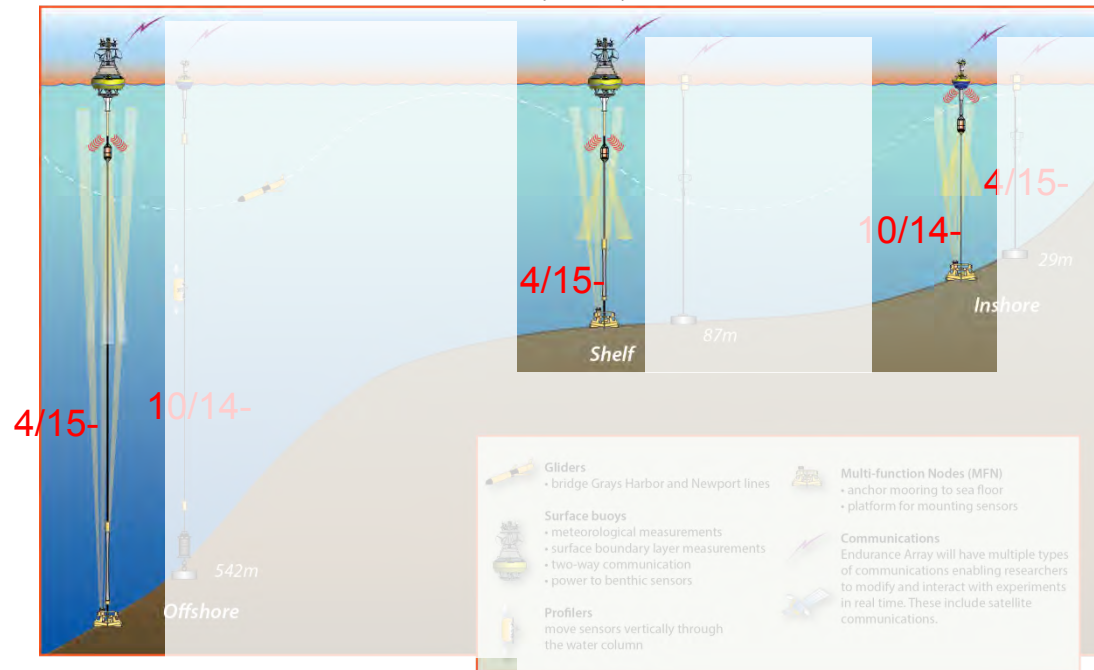 4/15-
10/14-
4/15-
10/14-
4/15-
29m
Inshore
87m
Shelf
542m
Offshore
Gliders
• bridge Grays Harbor and Newport lines
Surface buoys
• meteorological measurements
• surface boundary layer measurements
• two-way communication
• power to benthic sensors
Profilers
move sensors vertically through
the water column
Multi-function Nodes (MFN)
• anchor mooring to sea floor
• platform for mounting sensors
Communications
Endurance Array will have multiple types
of communications enabling researchers
to modify and interact with experiments
in real time. These include satellite
communications.